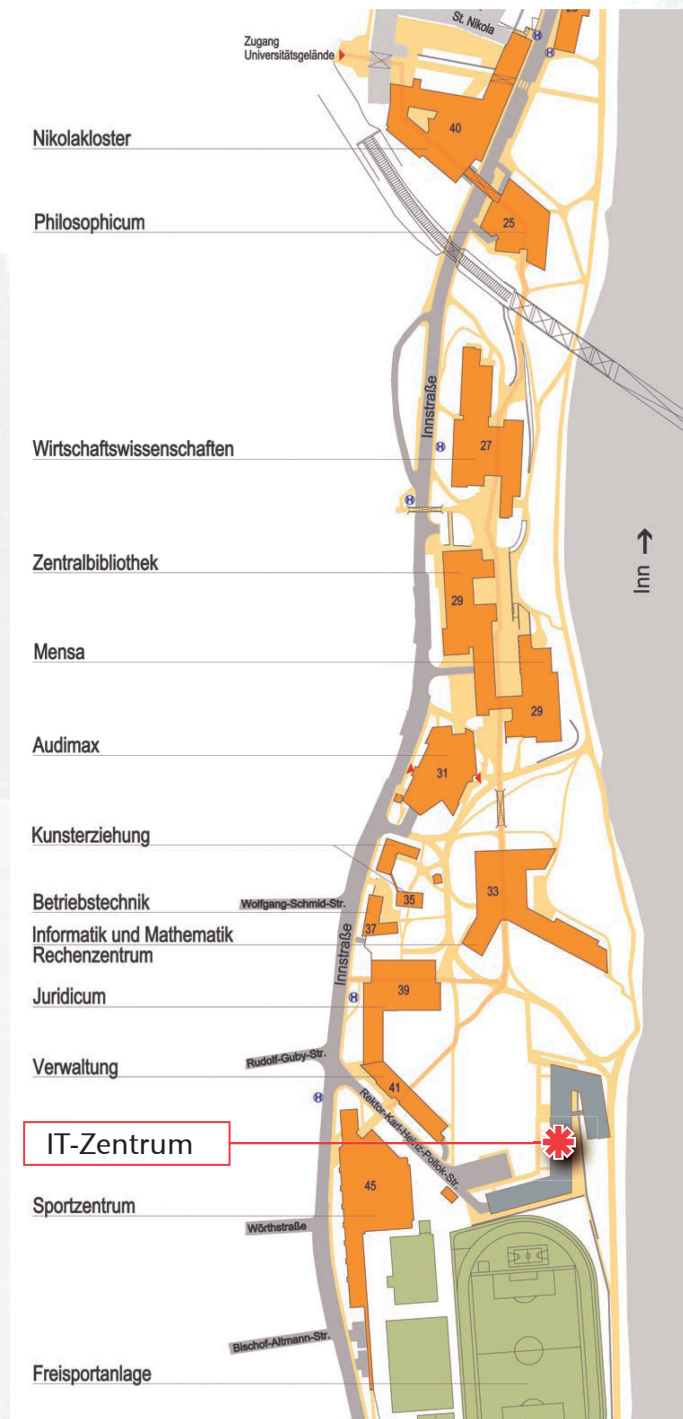 St. Nikola
Zugang
Universitätsgelände
40
Nikolakloster
Philosophicum
25
Innstraße
Wirtschaftswissenschaften
27
Inn
Zentralbibliothek
29
Mensa
29
Audimax
31
Kunsterziehung
33
35
Betriebstechnik
Wolfgang-Schmid-Str.
37
Informatik und Mathematik
Rechenzentrum
Innstraße
Juridicum
39
Rudolf-Guby-Str.
Verwaltung
41
Rektor-Karl-Heinz-Pollok-Str.
IT-Zentrum
45
Sportzentrum
Wörthstraße
Bischof-Altmann-Str.
Freisportanlage
H
H
H
H
H
H